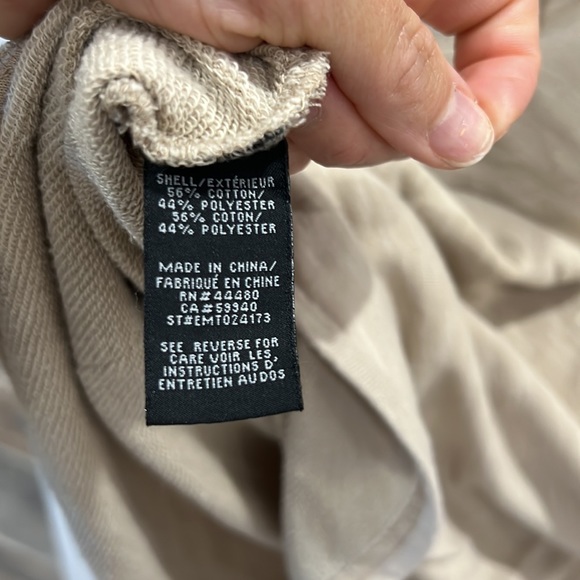 SHELL/EXTÉRIEUR
56% COTTON/
44% POLYESTER
56% COTON/
44% POLYESTER
MADE IN CHINA/
FABRIQUÉ EN CHINE
RN#44480
CA#59940
ST#EMT024173
SEE REVERSE FOR
CARE VOIR LES
INSTRUCTIONS D'
ENTRETIEN AU DOS